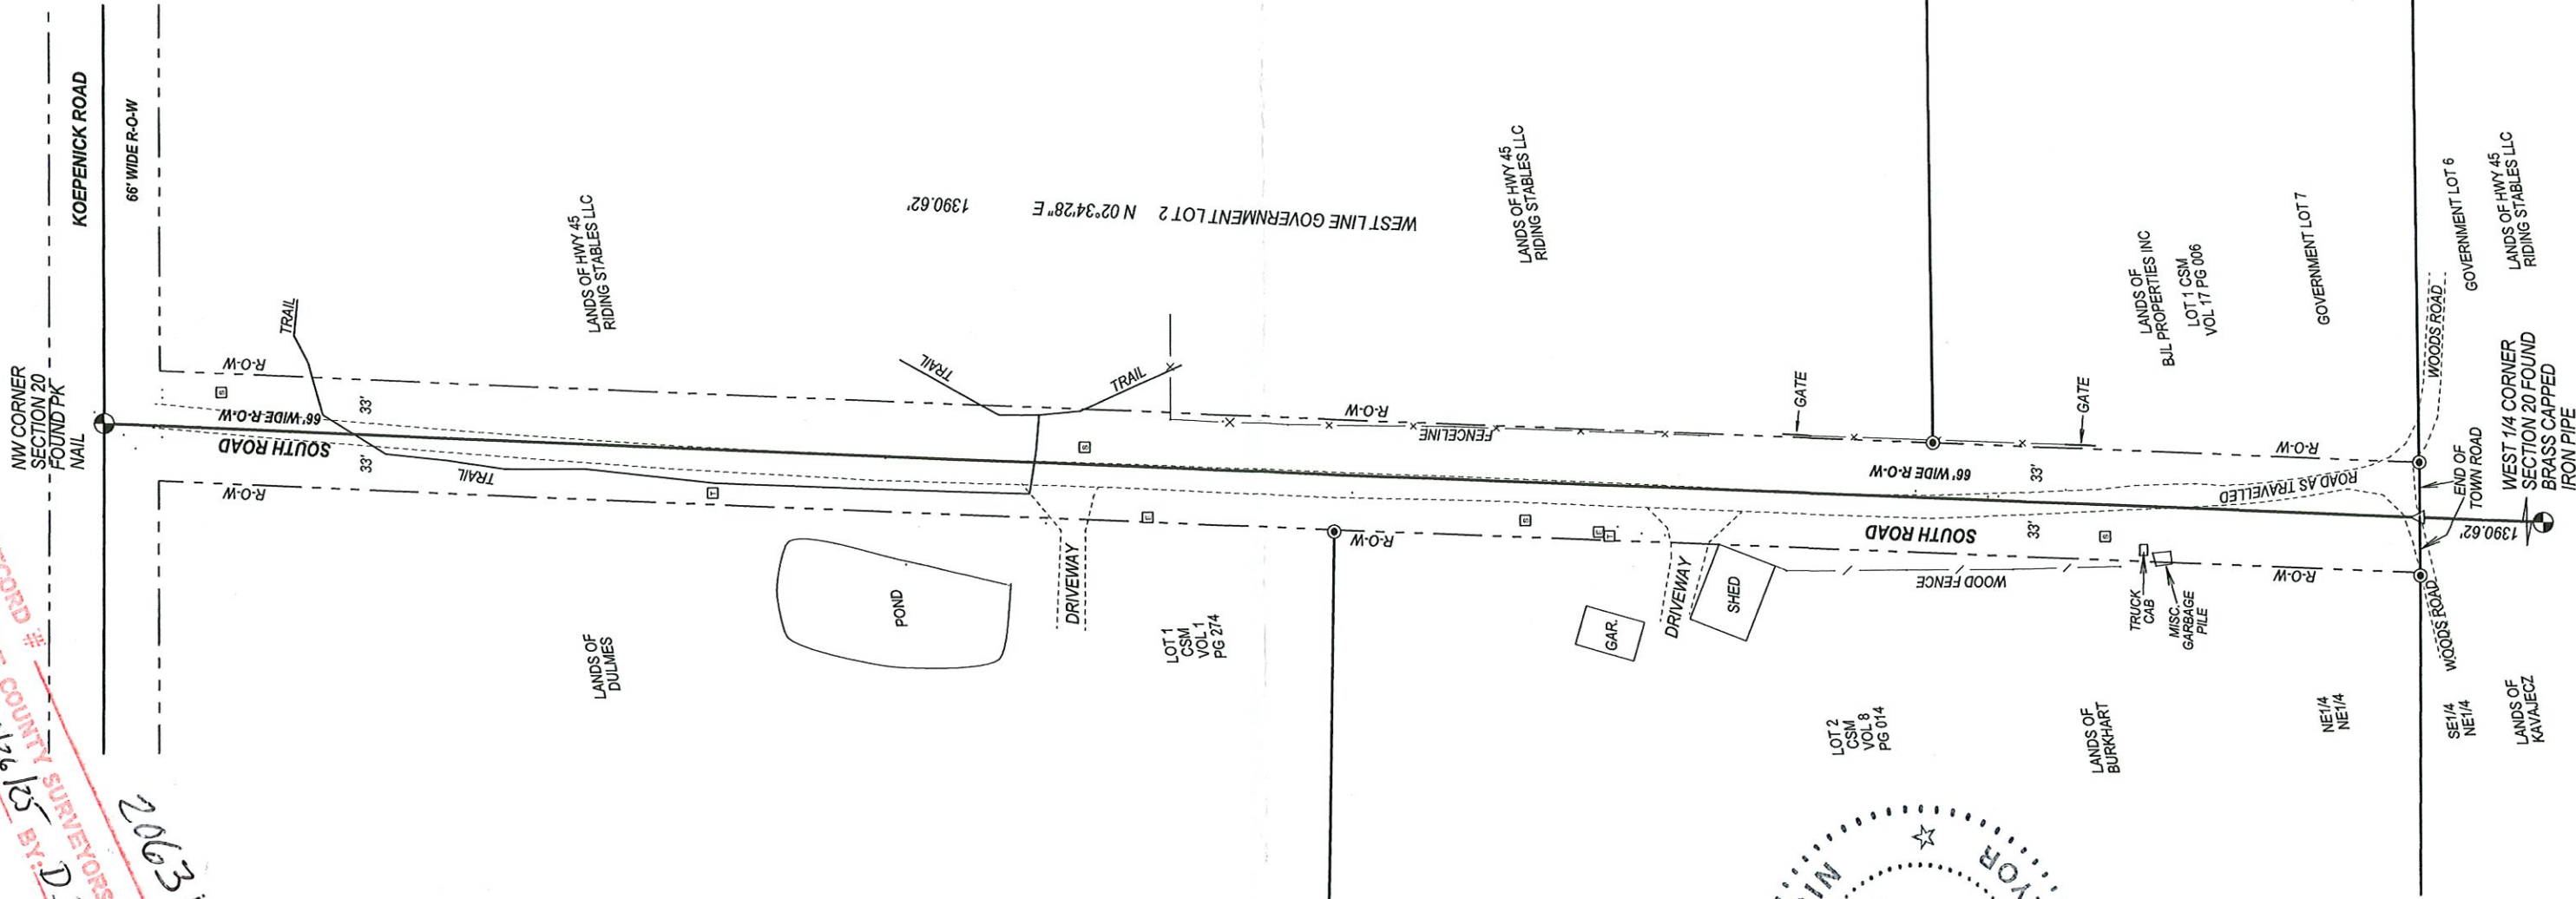 NW CORNER
SECTION 20
FOUND PK
NAIL
KOEPENICK ROAD
66' WIDE R-O-W
R-O-W
S
66' WIDE R-O-W
SOUTH ROAD
R-O-W
33'
33'
TRAIL
TRAIL
LANDS OF HWY 45
RIDING STABLES LLC
T
LANDS OF
DULMES
POND
TRAIL
TRAIL
WEST LINE GOVERNMENT LOT 2 N 02°34'28" E 1390.62'
S
DRIVEWAY
T
LOT 1
CSM
VOL 1
PG 274
R-O-W
R-O-W
FENCELINE
LANDS OF HWY 45
RIDING STABLES LLC
S
T
T
GAR.
DRIVEWAY
SHED
GATE
66' WIDE R-O-W
SOUTH ROAD
33'
33'
WOOD FENCE
GATE
S
LOT 2
CSM
VOL 8
PG 014
LANDS OF
BURKHART
TRUCK
CAB
MISC.
GARBAGE
PILE
LANDS OF
BJL PROPERTIES INC
LOT 1 CSM
VOL 17 PG 006
GOVERNMENT LOT 7
R-O-W
ROAD AS TRAVELLED
R-O-W
NE1/4
NE1/4
WOODS ROAD
WOODS ROAD
GOVERNMENT LOT 6
LANDS OF HWY 45
RIDING STABLES LLC
END OF
TOWN ROAD
WEST 1/4 CORNER
SECTION 20 FOUND
BRASS CAPPED
IRON PIPE
1390.62'
SE1/4
NE1/4
LANDS OF
KAVAJECZ
#
COUNTY SURVEYORS
BY: D
2063